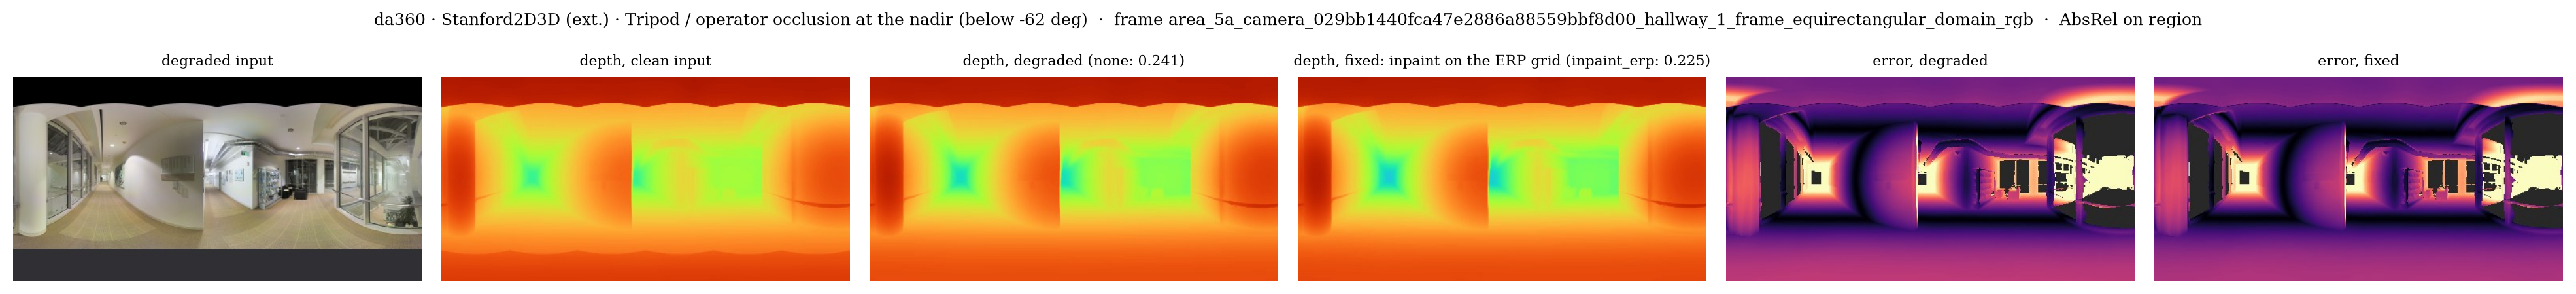 da360 · Stanford2D3D (ext.) · Tripod / operator occlusion at the nadir (below -62 deg) · frame area_5a_camera_029bb1440fca47e2886a88559bbf8d00_hallway_1_frame_equirectangular_domain_rgb · AbsRel on region
degraded input
depth, clean input
depth, degraded (none: 0.241)
depth, fixed: inpaint on the ERP grid (inpaint_erp: 0.225)
error, degraded
error, fixed